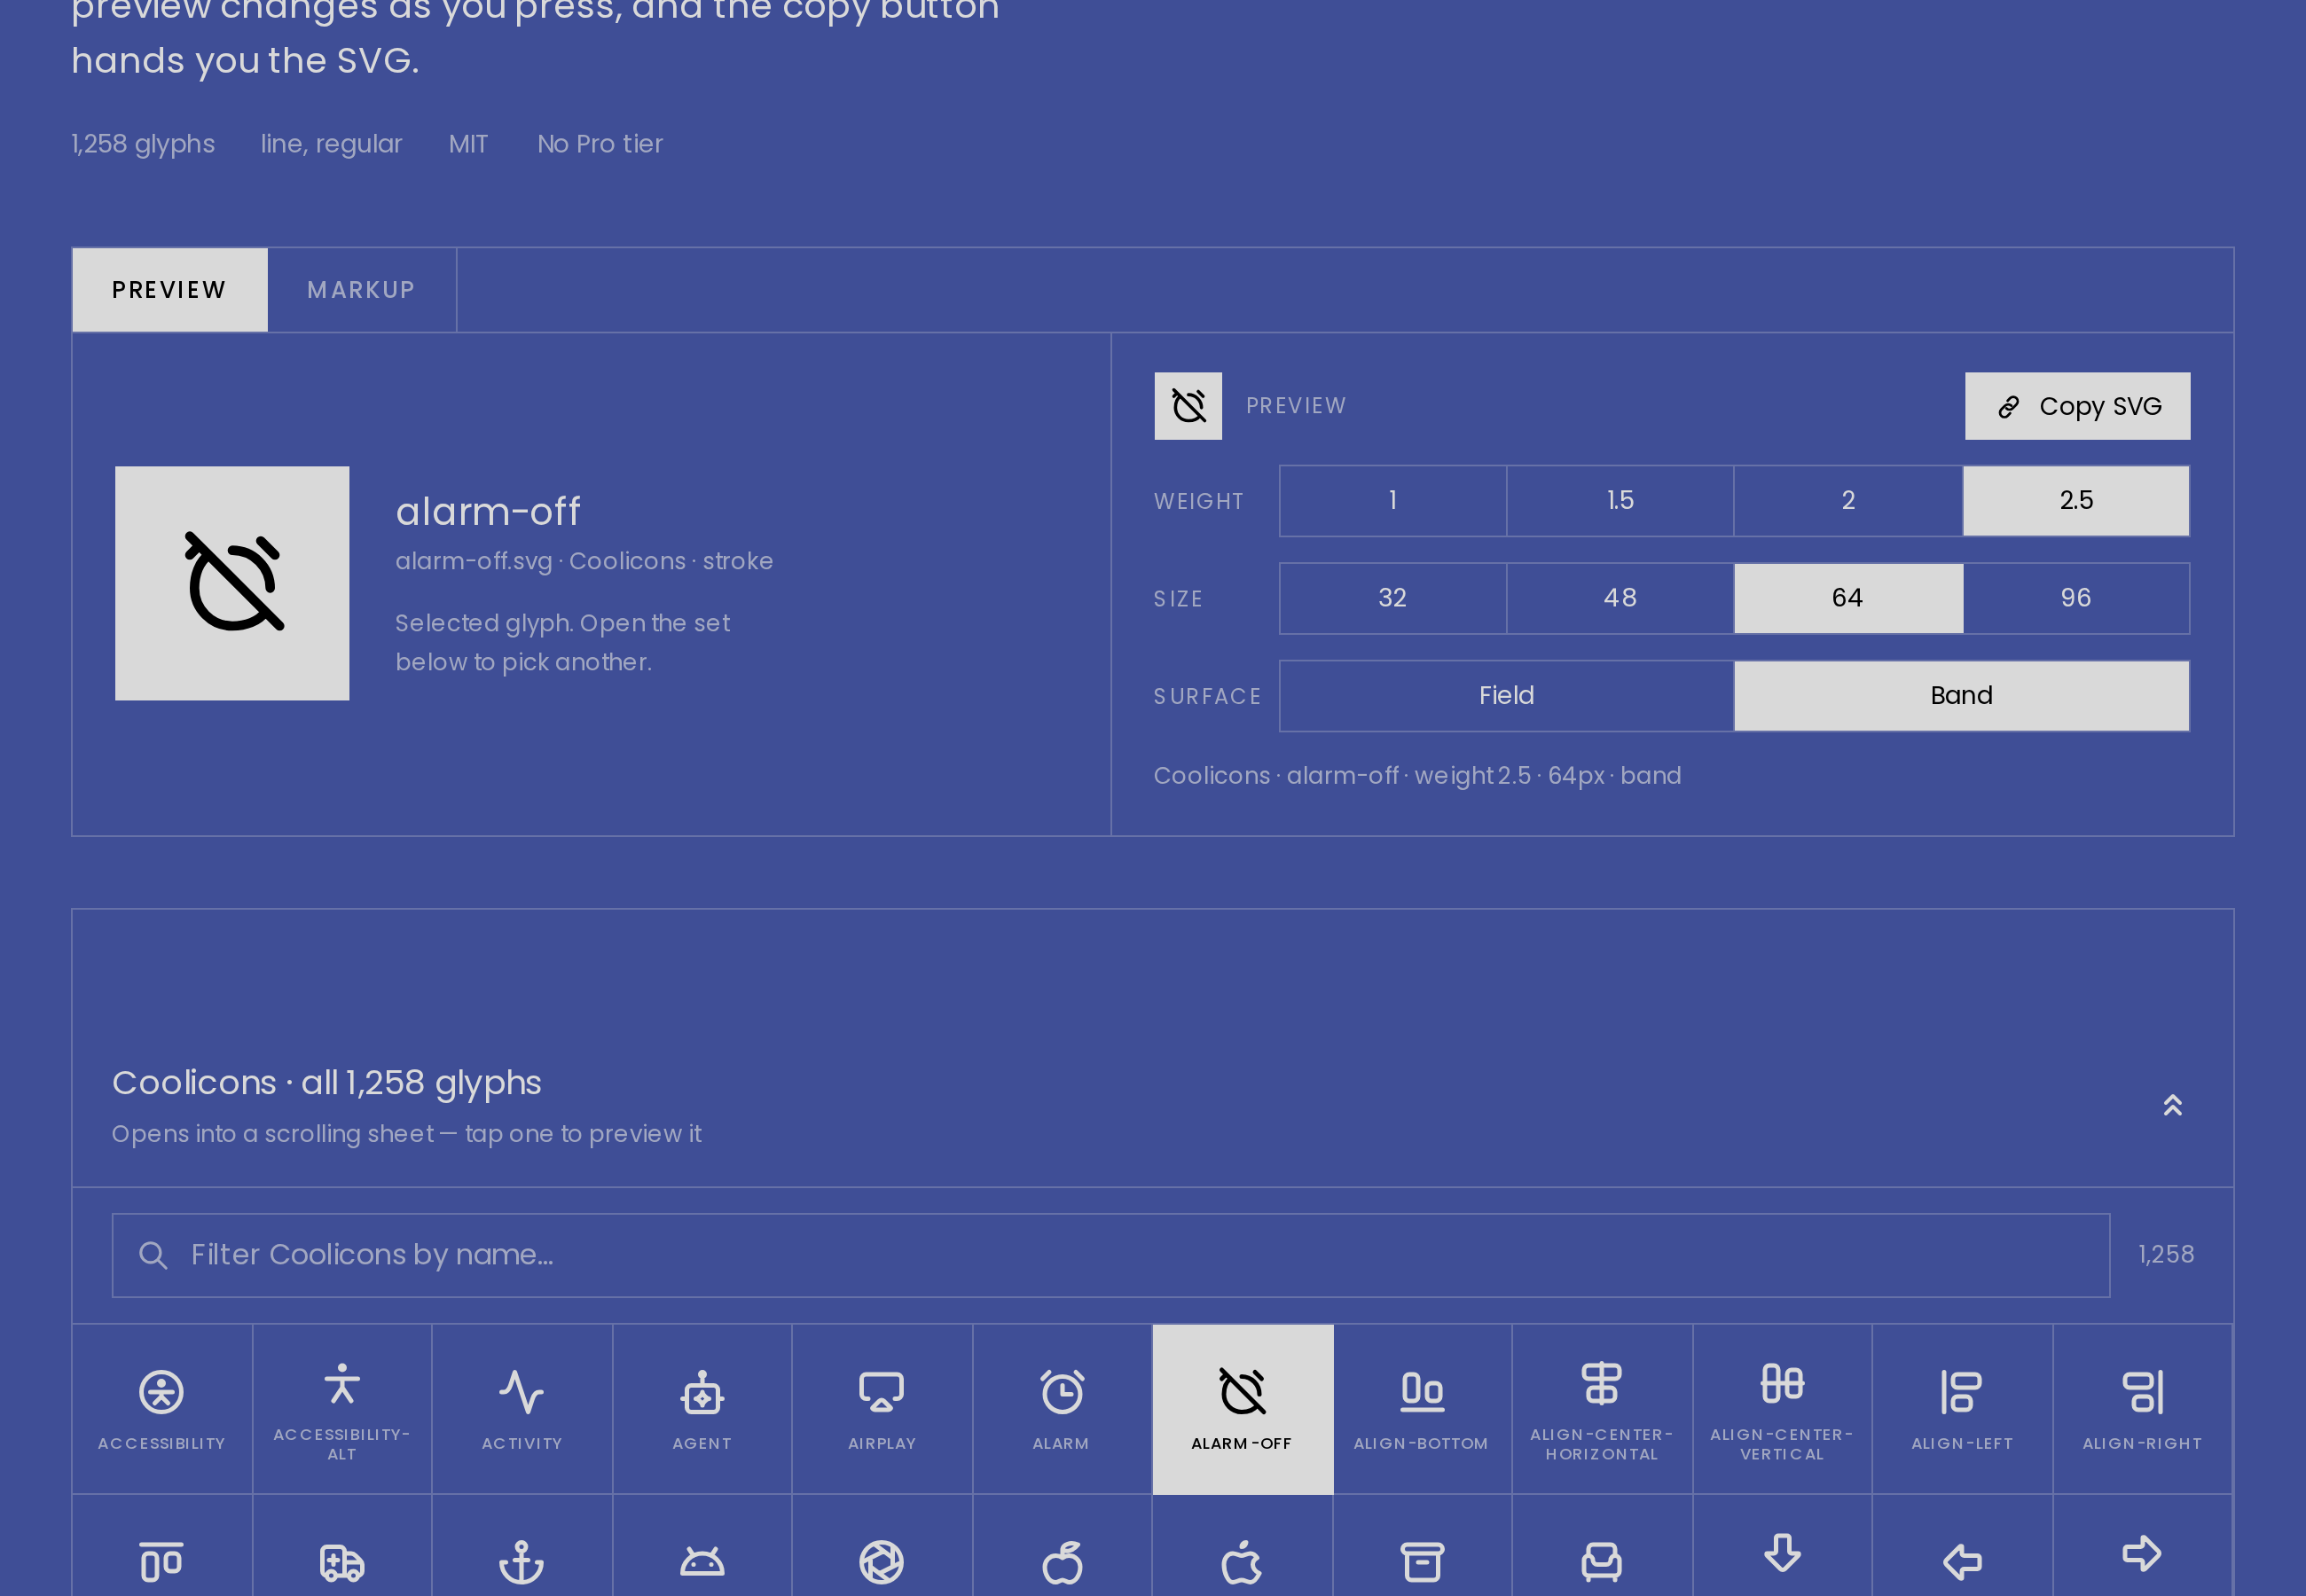 preview changes as you press, and the copy button
hands you the SVG.
1,258 glyphs line, regular MIT No Pro tier
PREVIEW MARKUP
PREVIEW
Copy SVG
alarm-off
alarm-off.svg · Coolicons · stroke
Selected glyph. Open the set
below to pick another.
WEIGHT 1 1.5 2 2.5
SIZE 32 48 64 96
SURFACE Field Band
Coolicons · alarm-off · weight 2.5 · 64px · band
Coolicons · all 1,258 glyphs
Opens into a scrolling sheet — tap one to preview it
Filter Coolicons by name...
1,258
ACCESSIBILITY
ACCESSIBILITY-
ALT
ACTIVITY
AGENT
AIRPLAY
ALARM
ALARM-OFF
ALIGN-BOTTOM
ALIGN-CENTER-
HORIZONTAL
ALIGN-CENTER-
VERTICAL
ALIGN-LEFT
ALIGN-RIGHT